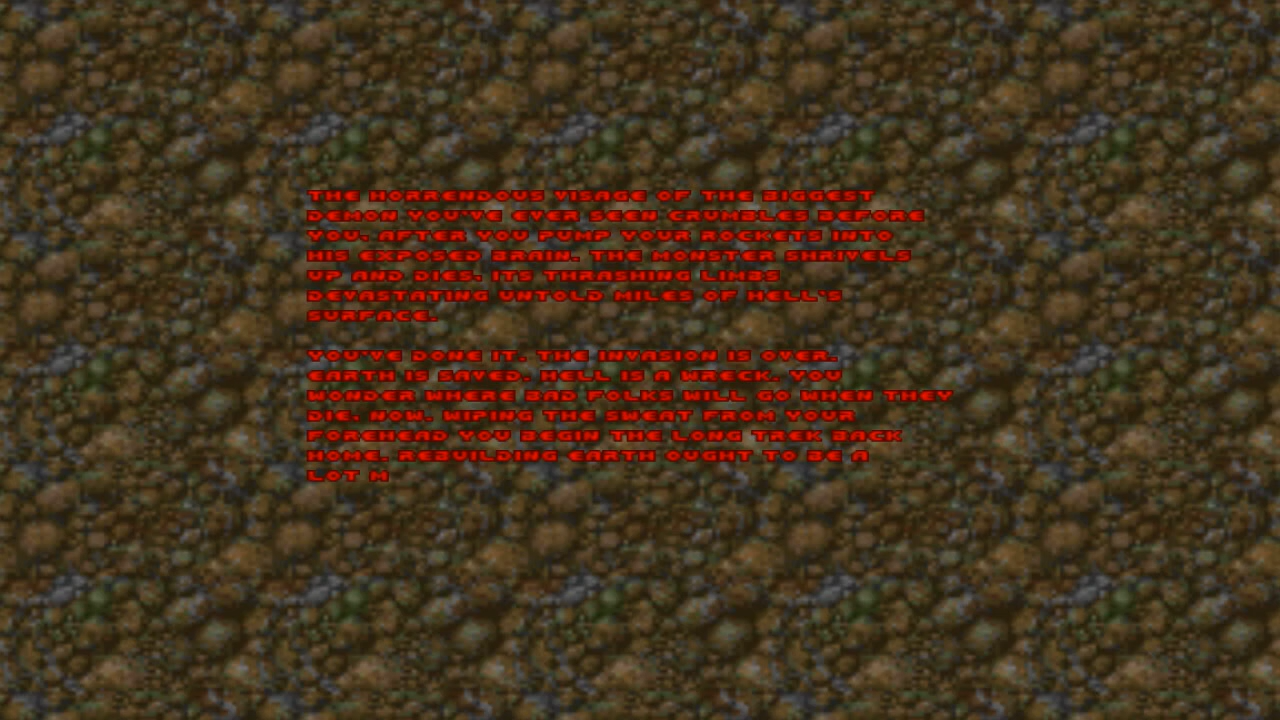 THE HORRENDOUS VISAGE OF THE BIGGEST
DEMON YOU'VE EVER SEEN CRUMBLES BEFORE
YOU, AFTER YOU PUMP YOUR ROCKETS INTO
HIS EXPOSED BRAIN. THE MONSTER SHRIVELS
UP AND DIES, ITS THRASHING LIMBS
DEVASTATING UNTOLD MILES OF HELL'S
SURFACE.
YOU'VE DONE IT. THE INVASION IS OVER.
EARTH IS SAVED. HELL IS A WRECK. YOU
WONDER WHERE BAD FOLKS WILL GO WHEN THEY
DIE, NOW. WIPING THE SWEAT FROM YOUR
FOREHEAD YOU BEGIN THE LONG TREK BACK
HOME. REBUILDING EARTH OUGHT TO BE A
LOT M